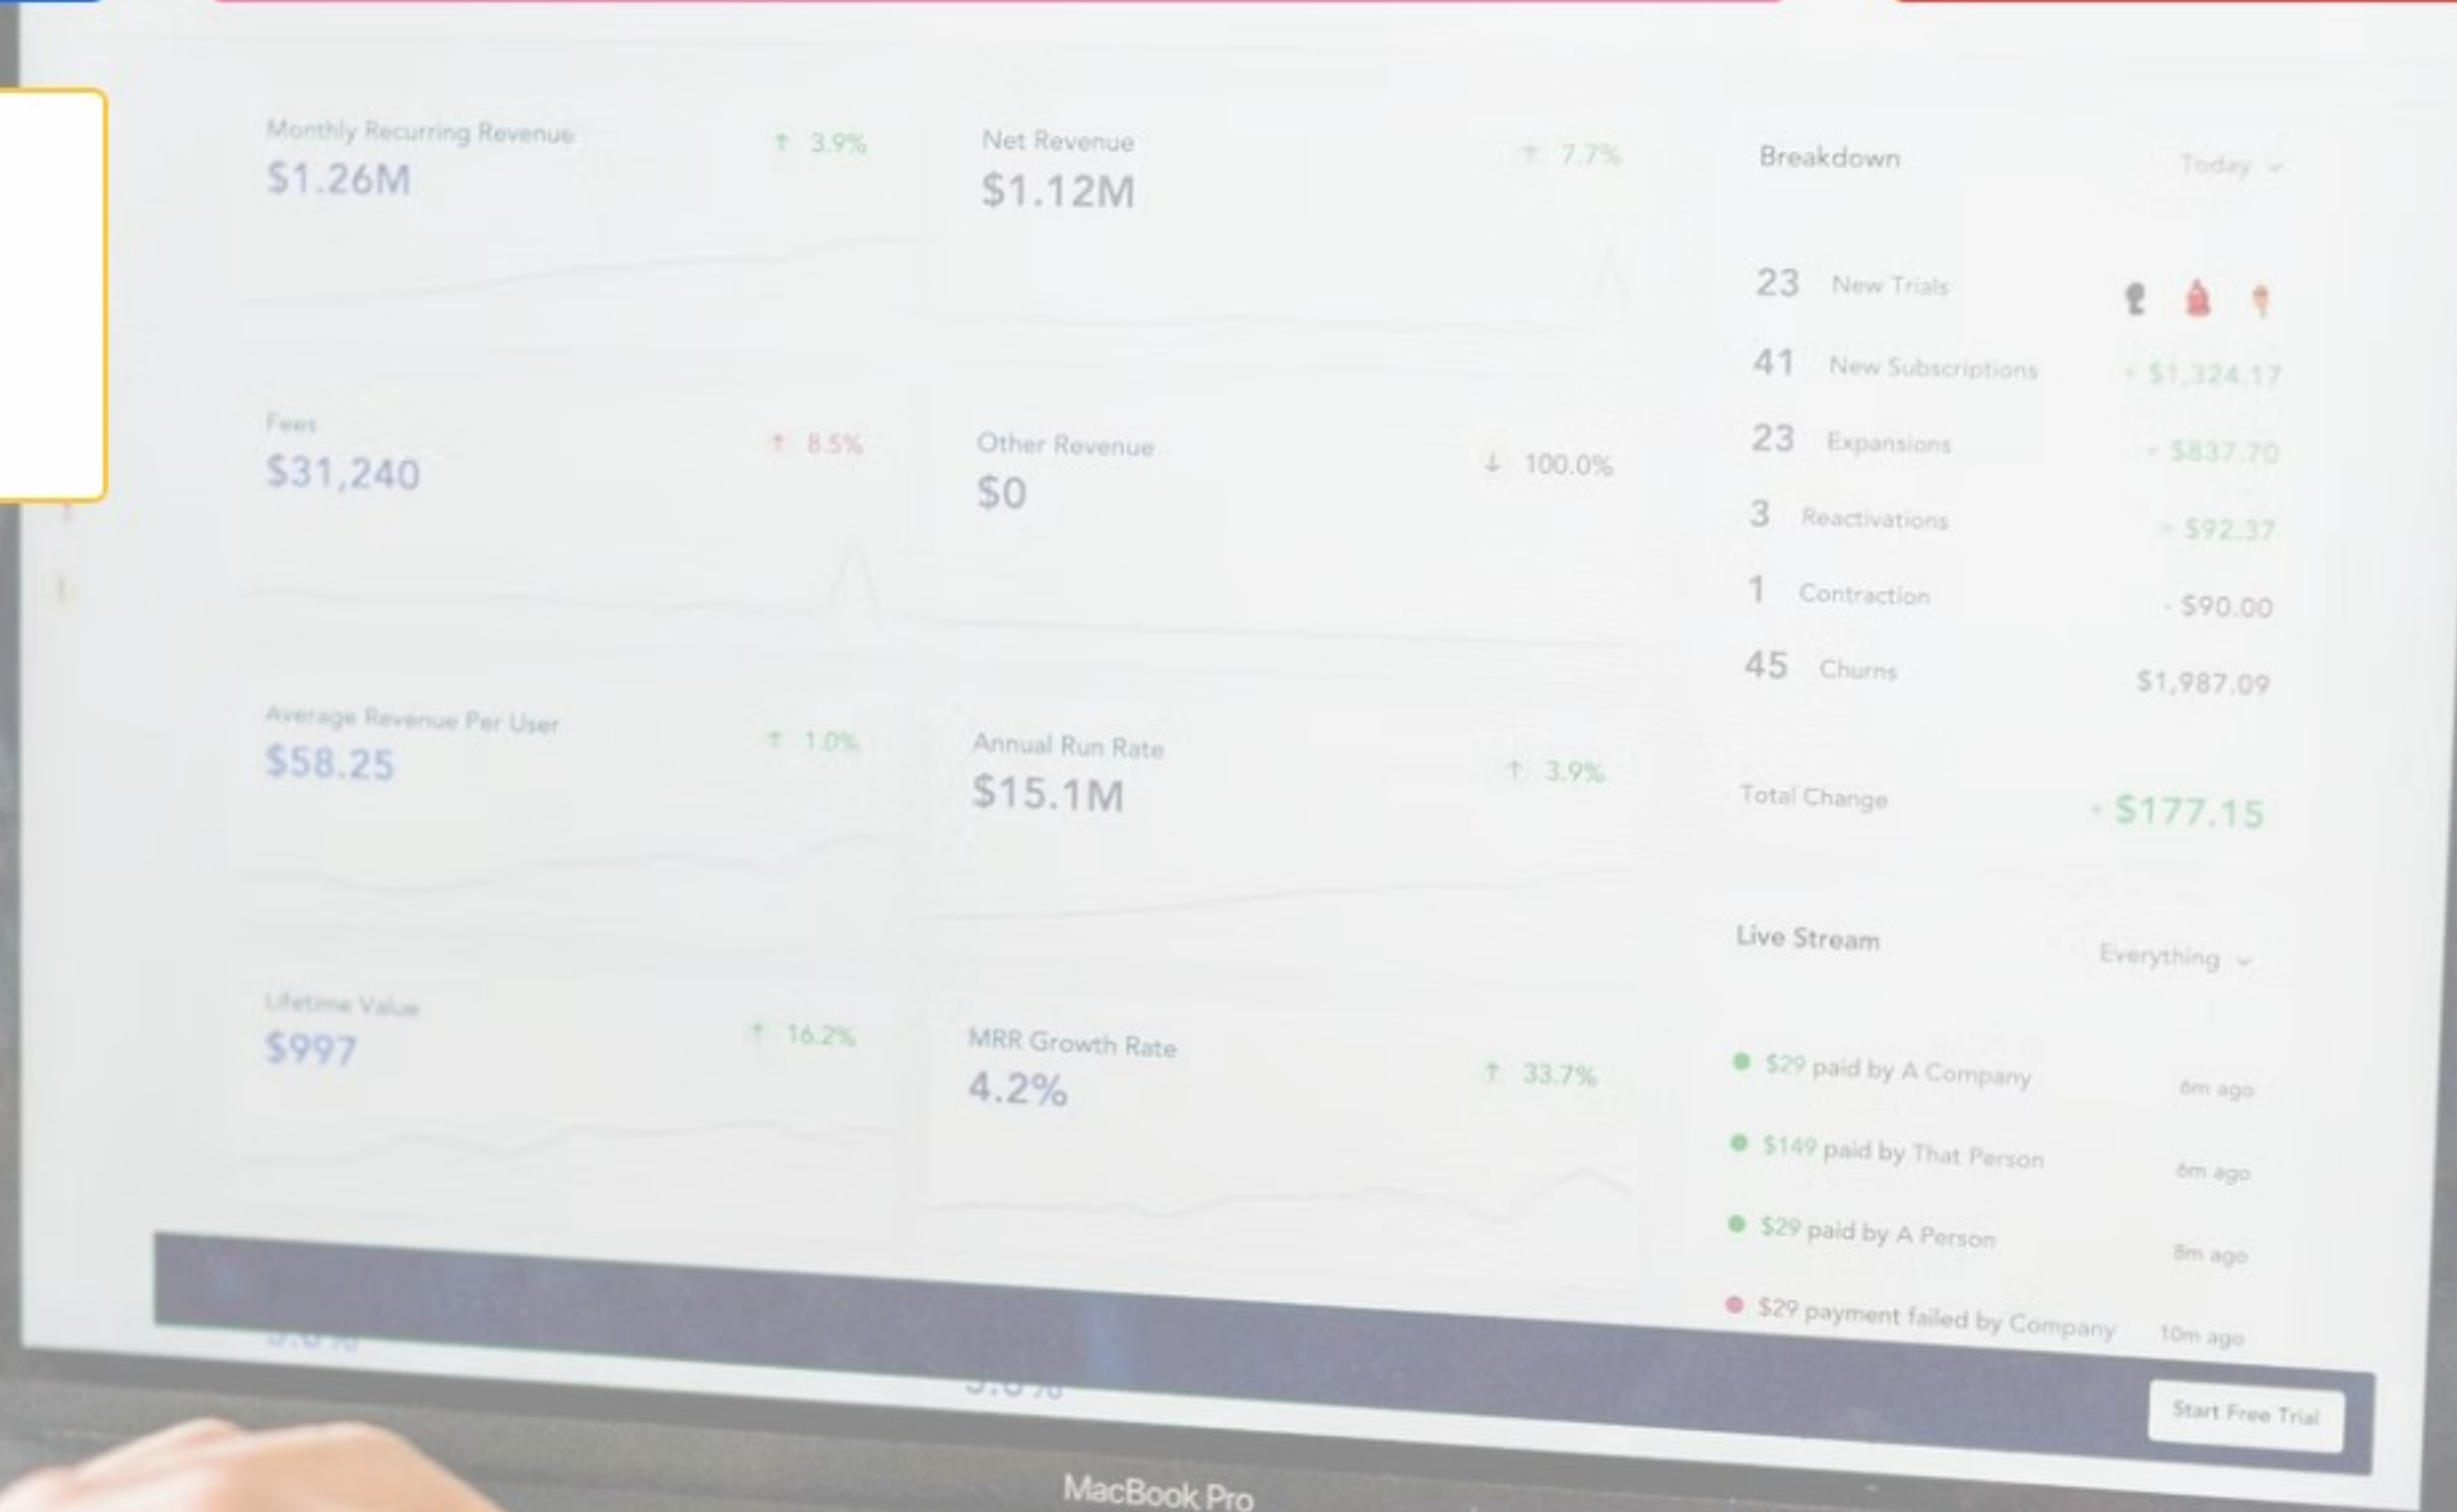 Monthly Recurring Revenue
↑ 3.9%
$1.26M
Net Revenue
↑ 7.7%
$1.12M
Fees
↑ 8.5%
$31,240
Other Revenue
↓ 100.0%
$0
Average Revenue Per User
↑ 1.0%
$58.25
Annual Run Rate
↑ 3.9%
$15.1M
Lifetime Value
↑ 16.2%
$997
MRR Growth Rate
↑ 33.7%
4.2%
Breakdown Today
23 New Trials
41 New Subscriptions + $1,324.17
23 Expansions + $837.70
3 Reactivations + $92.37
1 Contraction - $90.00
45 Churns $1,987.09
Total Change + $177.15
Live Stream Everything
$29 paid by A Company 6m ago
$149 paid by That Person 6m ago
$29 paid by A Person 8m ago
$29 payment failed by Company 10m ago
Start Free Trial
MacBook Pro